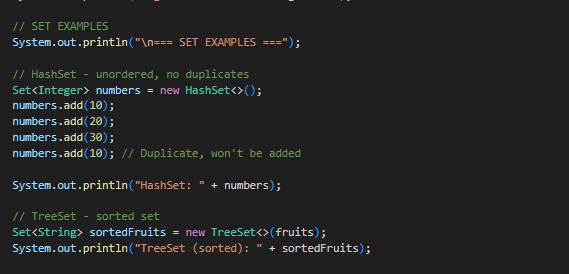 // SET EXAMPLES
System.out.println("\n=== SET EXAMPLES ===");
// HashSet - unordered, no duplicates
Set<Integer> numbers = new HashSet<>();
numbers.add(10);
numbers.add(20);
numbers.add(30);
numbers.add(10); // Duplicate, won't be added
System.out.println("HashSet: " + numbers);
// TreeSet - sorted set
Set<String> sortedFruits = new TreeSet<>(fruits);
System.out.println("TreeSet (sorted): " + sortedFruits);